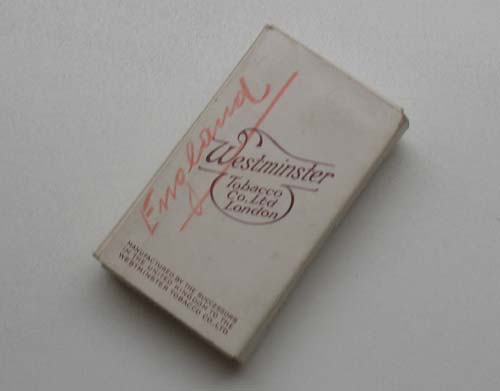 England
Westminster
Tobacco
Co. Ltd
London
MANUFACTURED BY THE SUCCESSORS
IN THE UNITED KINGDOM TO THE
WESTMINSTER TOBACCO CO., LTD.